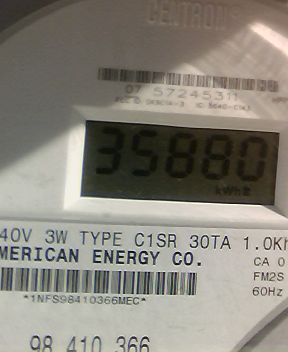 CENTRON
07 57245311
35880
kWh
40V 3W TYPE C1SR 30TA 1.0Kh
MERICAN ENERGY CO.
CA 0
FM2S
*1NFS98410366MEC*
60Hz
98 410 366